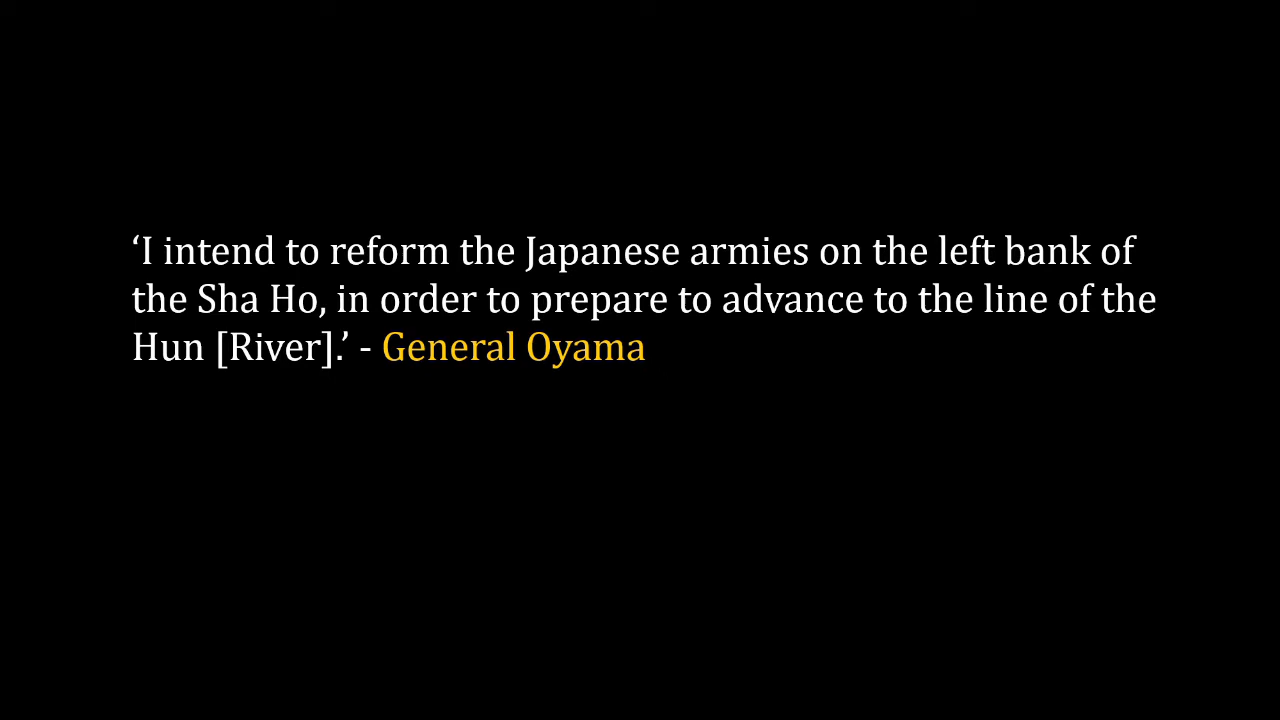 ‘I intend to reform the Japanese armies on the left bank of
the Sha Ho, in order to prepare to advance to the line of the
Hun [River].’ - General Oyama